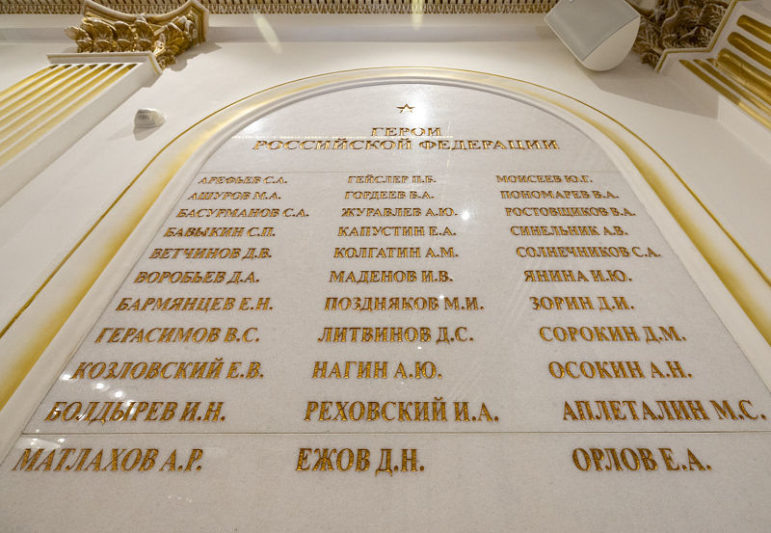 ГЕРОИ
РОССИЙСКОЙ ФЕДЕРАЦИИ
АРЕФЬЕВ С.А. ГЕЙСЛЕР П.Б. МОИСЕЕВ Ю.Г.
АШУРОВ М.А. ГОРДЕЕВ В.А. ПОНОМАРЕВ В.А.
БАСУРМАНОВ С.А. ЖУРАВЛЕВ А.Ю. РОСТОВЩИКОВ В.А.
БАВЫКИН С.П. КАПУСТИН Е.А. СИНЕЛЬНИК А.В.
ВЕТЧИНОВ Д.В. КОЛГАТИН А.М. СОЛНЕЧНИКОВ С.А.
ВОРОБЬЕВ Д.А. МАДЕНОВ И.В. ЯНИНА И.Ю.
БАРМЯНЦЕВ Е.Н. ПОЗДНЯКОВ М.И. ЗОРИН Д.И.
ГЕРАСИМОВ В.С. ЛИТВИНОВ Д.С. СОРОКИН Д.М.
КОЗЛОВСКИЙ Е.В. НАГИН А.Ю. ОСОКИН А.Н.
БОЛДЫРЕВ И.Н. РЕХОВСКИЙ И.А. АПЛЕТАЛИН М.С.
МАТЛАХОВ А.Р. ЕЖОВ Д.Н. ОРЛОВ Е.А.